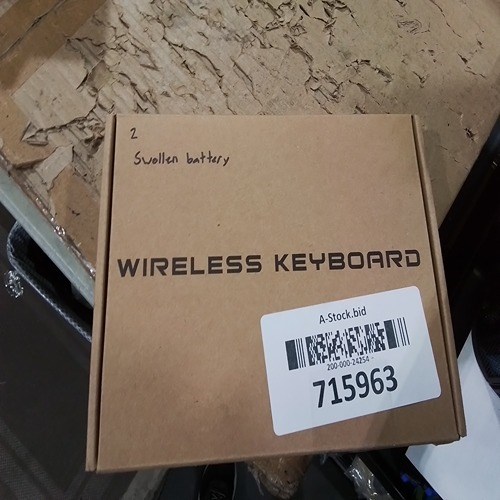 2
Swollen battery
WIRELESS KEYBOARD
A-Stock.bid
200-000-24254
715963